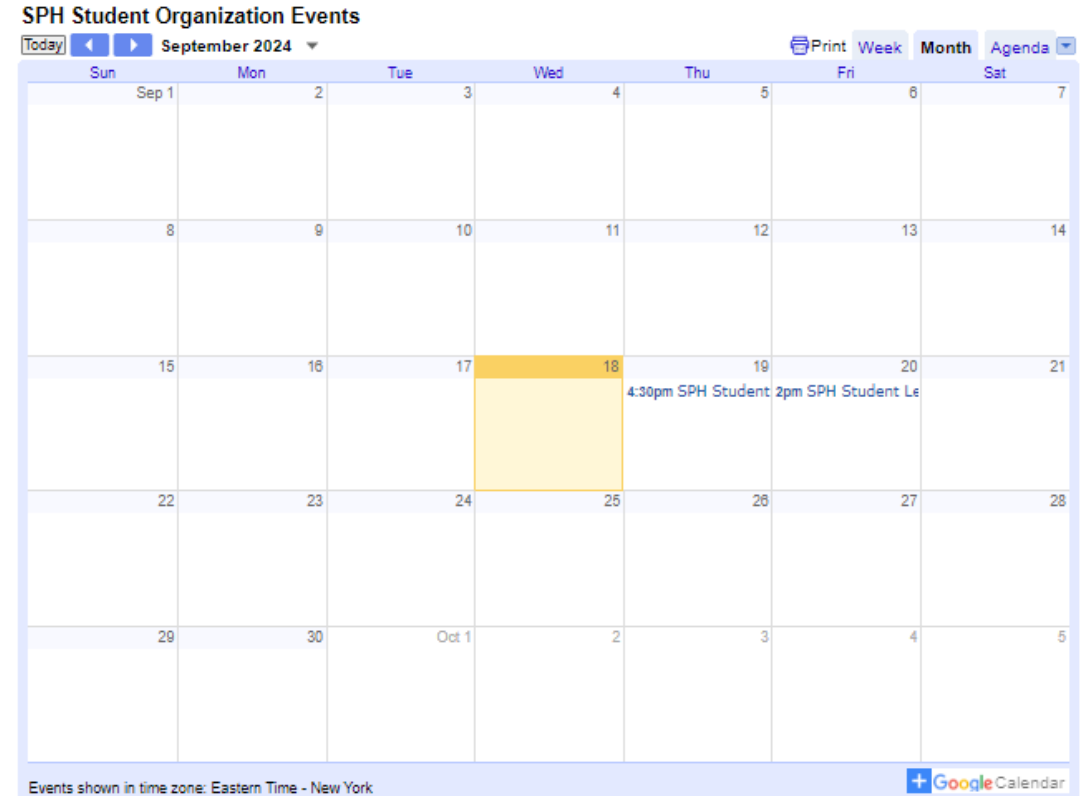 SPH Student Organization Events
Today September 2024 Print Week Month Agenda
Sun Mon Tue Wed Thu Fri Sat
Sep 1 2 3 4 5 6 7
8 9 10 11 12 13 14
15 16 17 18 19 20 21
4:30pm SPH Student 2pm SPH Student Le
22 23 24 25 26 27 28
29 30 Oct 1 2 3 4 5
Events shown in time zone: Eastern Time - New York
+ Google Calendar